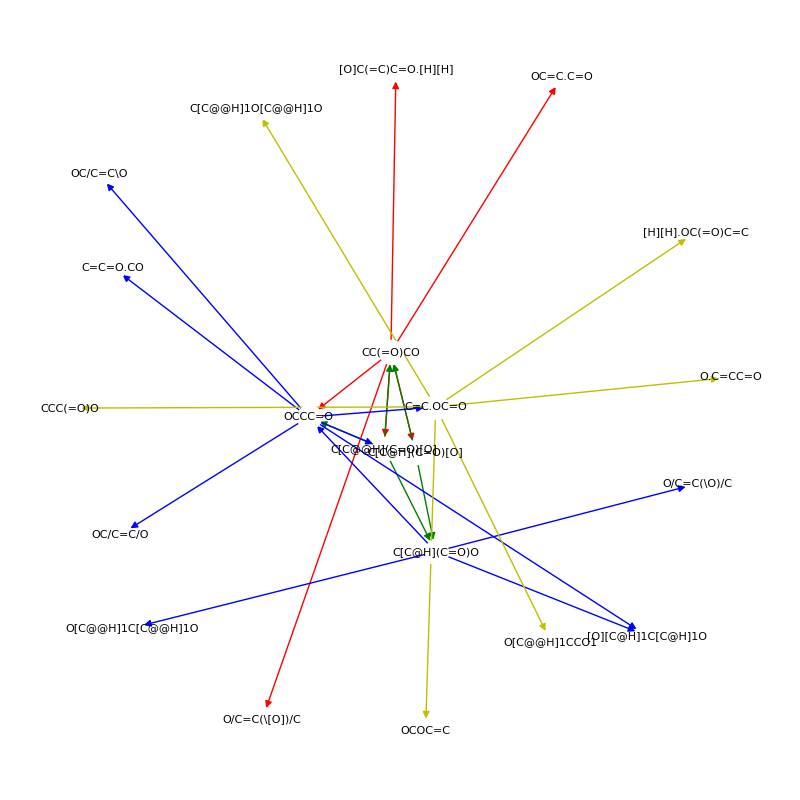 [O]C(=C)C=O.[H][H]
OC=C.C=O
C[C@@H]1O[C@@H]1O
OC/C=C\O
[H][H].OC(=O)C=C
C=C=O.CO
CC(=O)CO
O.C=CC=O
CCC(=O)O
C=C.OC=O
OCCC=O
C[C@@H](C=O)[O]
C[C@H](C=O)[O]
O/C=C(\O)/C
OC/C=C/O
C[C@H](C=O)O
O[C@@H]1C[C@@H]1O
[O][C@H]1C[C@H]1O
O[C@@H]1CCO1
O/C=C(\[O])/C
OCOC=C